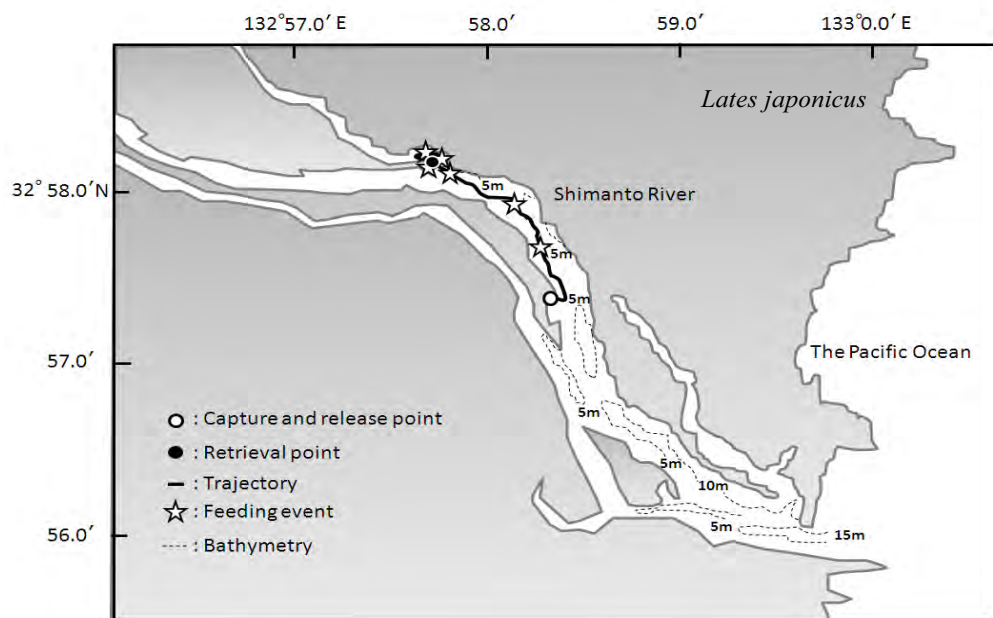 132°57.0′ E
58.0′
59.0′
133°0.0′
Lates japonicus
32° 58.0′N
5m
Shimanto River
5m
5m
57.0′
The Pacific Ocean
5m
: Capture and release point
: Retrieval point
5m
: Trajectory
10m
: Feeding event
5m
56.0′
15m
: Bathymetry